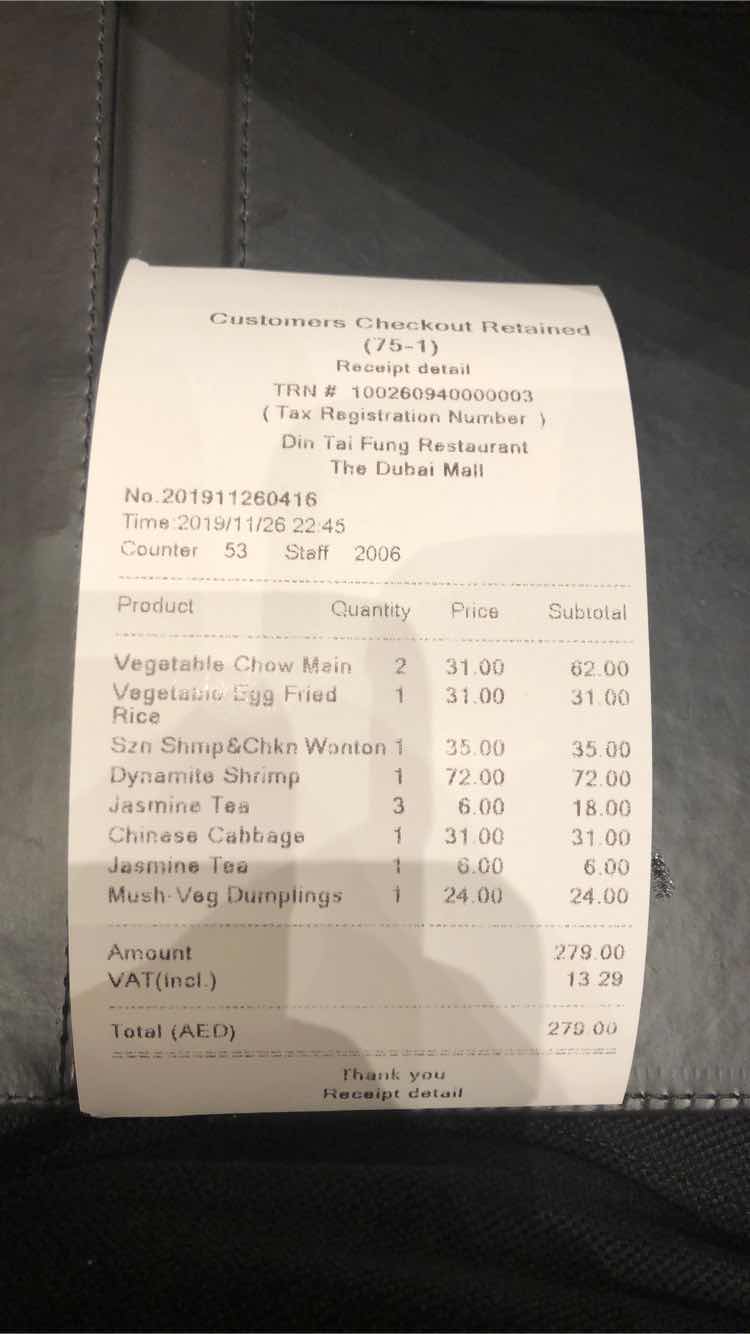 Customers Checkout Retained
(75-1)
Receipt detail
TRN # 100260940000003
( Tax Registration Number )
Din Tai Fung Restaurant
The Dubai Mall
No.201911260416
Time:2019/11/26 22:45
Counter 53 Staff 2006
Product Quantity Price Subtotal
Vegetable Chow Mein 2 31.00 62.00
Vegetable Egg Fried 1 31.00 31.00
Rice
Szn Shmp&Chkn Wonton 1 35.00 35.00
Dynamite Shrimp 1 72.00 72.00
Jasmine Tea 3 6.00 18.00
Chinese Cabbage 1 31.00 31.00
Jasmine Tea 1 6.00 6.00
Mush-Veg Dumplings 1 24.00 24.00
Amount 279.00
VAT(incl.) 13.29
Total (AED) 279.00
Thank you
Receipt detail